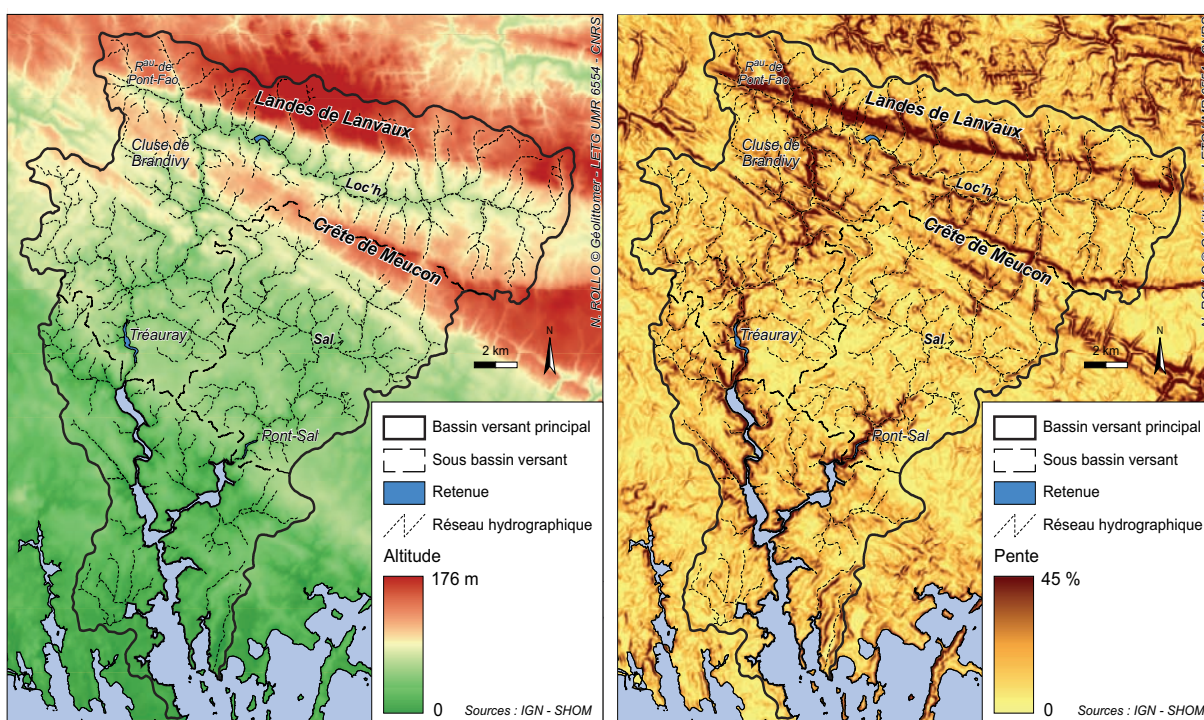 Rau de
Pont-Fao
Landes de Lanvaux
Cluse de
Brandivy
Loc'h
Crête de Meucon
Tréauray
Sal
Pont-Sal
N
2 km
N. ROLLO © Géolittomer - LETG UMR 6554 - CNRS
Bassin versant principal
Sous bassin versant
Retenue
Réseau hydrographique
Altitude
176 m
0
Sources : IGN - SHOM
Rau de
Pont-Fao
Landes de Lanvaux
Cluse de
Brandivy
Loc'h
Crête de Meucon
Tréauray
Sal
Pont-Sal
N
2 km
Bassin versant principal
Sous bassin versant
Retenue
Réseau hydrographique
Pente
45 %
0
Sources : IGN - SHOM